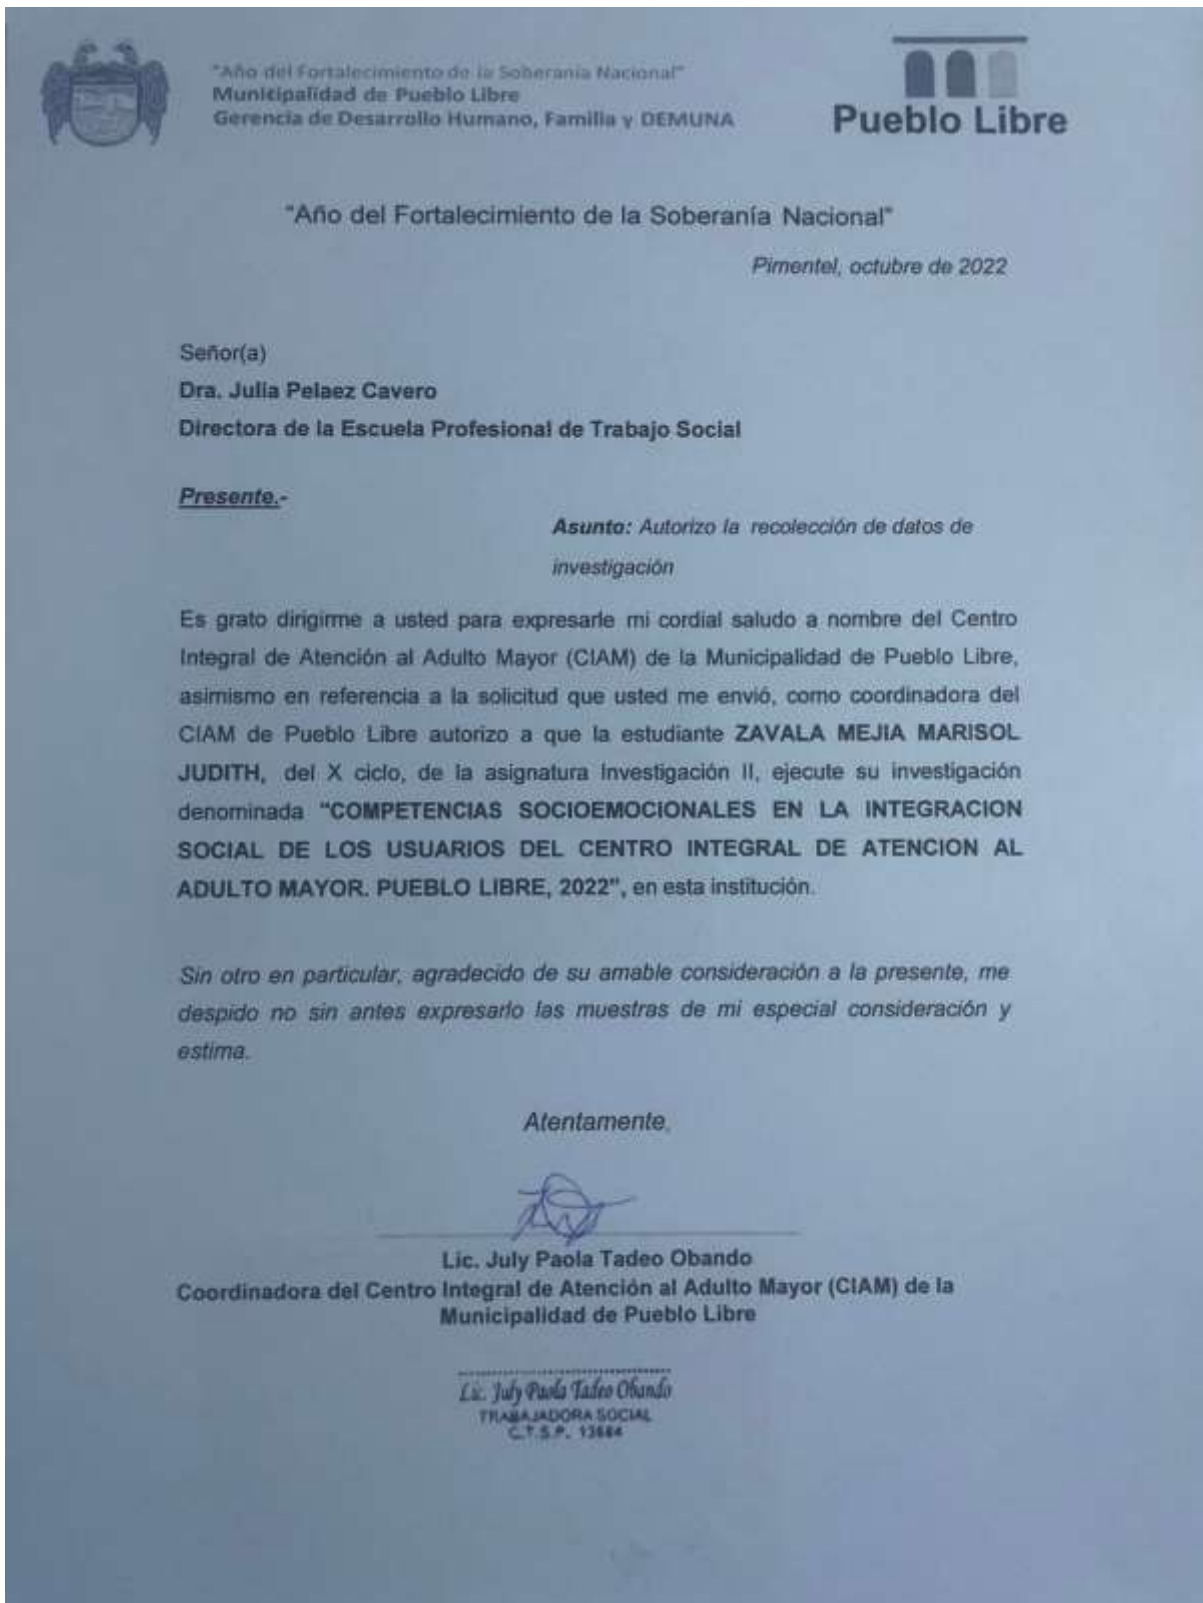 "Año del Fortalecimiento de la Soberanía Nacional"
Municipalidad de Pueblo Libre
Gerencia de Desarrollo Humano, Familia y DEMUNA
Pueblo Libre
"Año del Fortalecimiento de la Soberanía Nacional"
Pimentel, octubre de 2022
Señor(a)
Dra. Julia Pelaez Cavero
Directora de la Escuela Profesional de Trabajo Social
Presente.-
Asunto: Autorizo la recolección de datos de
investigación
Es grato dirigirme a usted para expresarle mi cordial saludo a nombre del Centro
Integral de Atención al Adulto Mayor (CIAM) de la Municipalidad de Pueblo Libre,
asimismo en referencia a la solicitud que usted me envió, como coordinadora del
CIAM de Pueblo Libre autorizo a que la estudiante ZAVALA MEJIA MARISOL
JUDITH, del X ciclo, de la asignatura Investigación II, ejecute su investigación
denominada "COMPETENCIAS SOCIOEMOCIONALES EN LA INTEGRACION
SOCIAL DE LOS USUARIOS DEL CENTRO INTEGRAL DE ATENCION AL
ADULTO MAYOR. PUEBLO LIBRE, 2022", en esta institución.
Sin otro en particular, agradecido de su amable consideración a la presente, me
despido no sin antes expresarlo las muestras de mi especial consideración y
estima.
Atentamente,
Lic. July Paola Tadeo Obando
Coordinadora del Centro Integral de Atención al Adulto Mayor (CIAM) de la
Municipalidad de Pueblo Libre
Lic. July Paola Tadeo Obando
TRABAJADORA SOCIAL
C.T.S.P. 13684